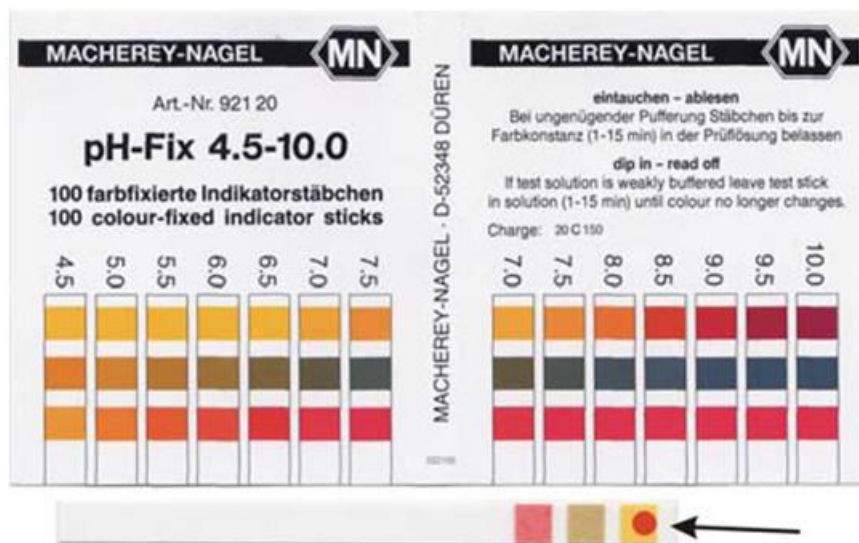 MACHEREY-NAGEL MN
Art.-Nr. 921 20
pH-Fix 4.5-10.0
100 farbfixierte Indikatorstäbchen
100 colour-fixed indicator sticks
4.5 5.0 5.5 6.0 6.5 7.0 7.5
MACHEREY-NAGEL · D-52348 DÜREN
MACHEREY-NAGEL MN
eintauchen – ablesen
Bei ungenügender Pufferung Stäbchen bis zur
Farbkonstanz (1-15 min) in der Prüflösung belassen
dip in – read off
If test solution is weakly buffered leave test stick
in solution (1-15 min) until colour no longer changes.
Charge: 20 C 150
7.0 7.5 8.0 8.5 9.0 9.5 10.0